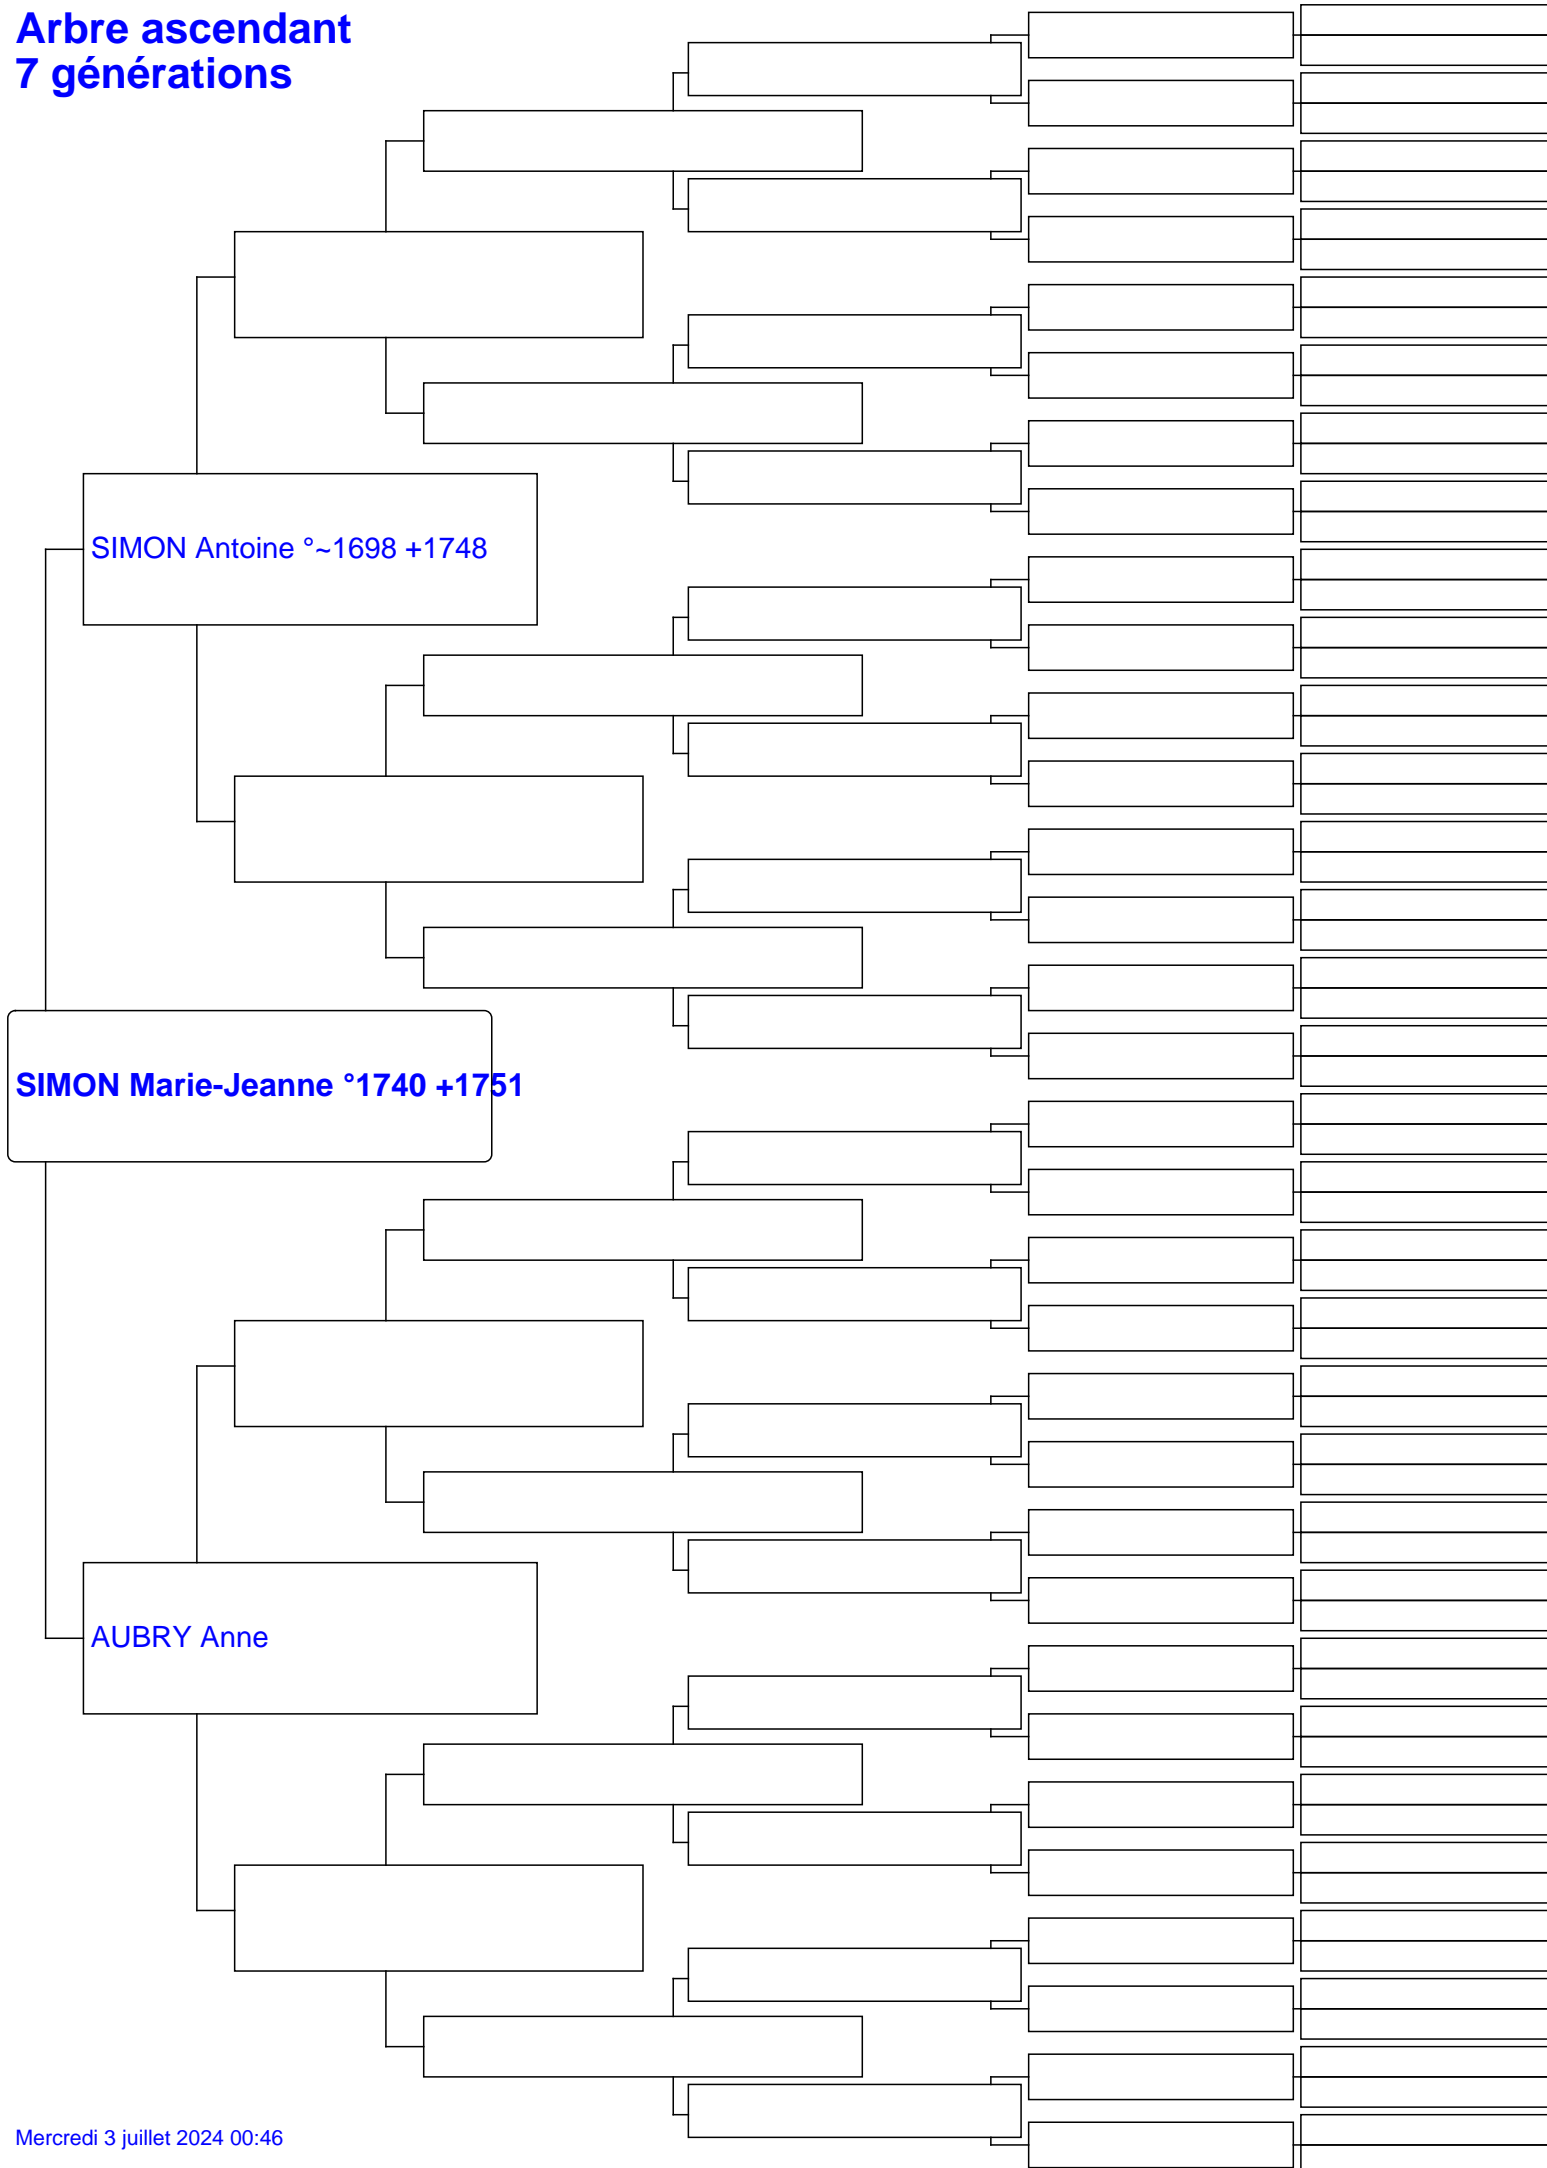 Arbre ascendant
7 générations
SIMON Antoine °~1698 +1748
SIMON Marie-Jeanne °1740 +1751
AUBRY Anne
Mercredi 3 juillet 2024 00:46